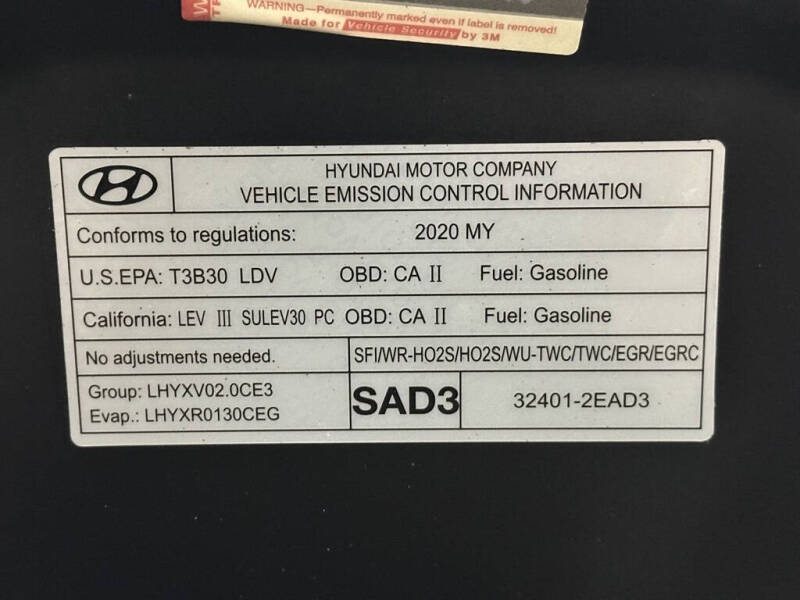 WARNING—Permanently marked even if label is removed!
Made for Vehicle Security by 3M
HYUNDAI MOTOR COMPANY
VEHICLE EMISSION CONTROL INFORMATION
Conforms to regulations: 2020 MY
U.S.EPA: T3B30 LDV OBD: CA II Fuel: Gasoline
California: LEV III SULEV30 PC OBD: CA II Fuel: Gasoline
No adjustments needed. SFI/WR-HO2S/HO2S/WU-TWC/TWC/EGR/EGRC
Group: LHYXV02.0CE3
Evap.: LHYXR0130CEG
SAD3
32401-2EAD3